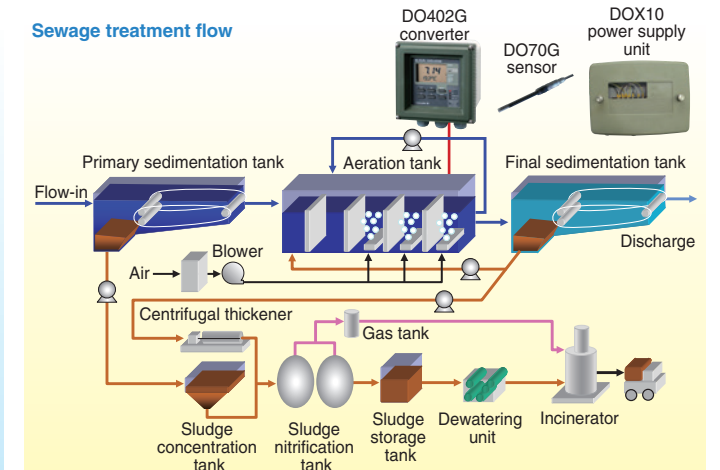 Sewage treatment flow
DO402G
converter
DO70G
sensor
DOX10
power supply
unit
Primary sedimentation tank
Aeration tank
Final sedimentation tank
Flow-in
Discharge
Blower
Air
Centrifugal thickener
Gas tank
Sludge
concentration
tank
Sludge
nitrification
tank
Sludge
storage
tank
Dewatering
unit
Incinerator